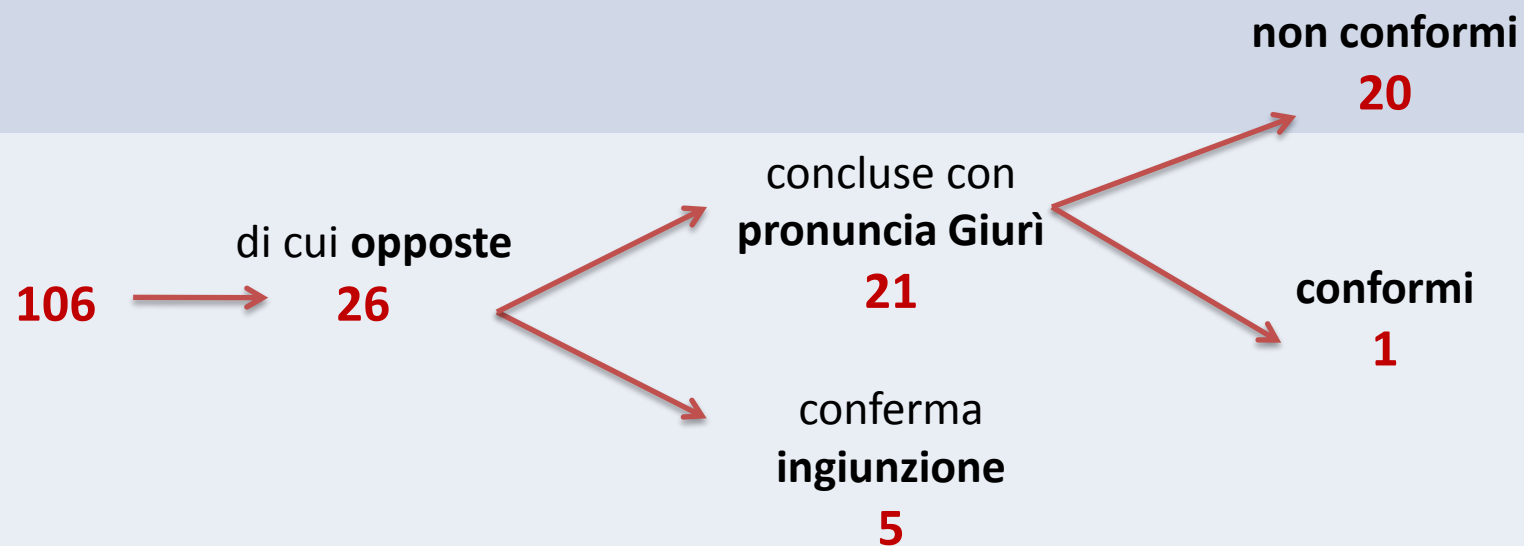 106
di cui opposte
26
concluse con
pronuncia Giurì
21
conferma
ingiunzione
5
non conformi
20
conformi
1